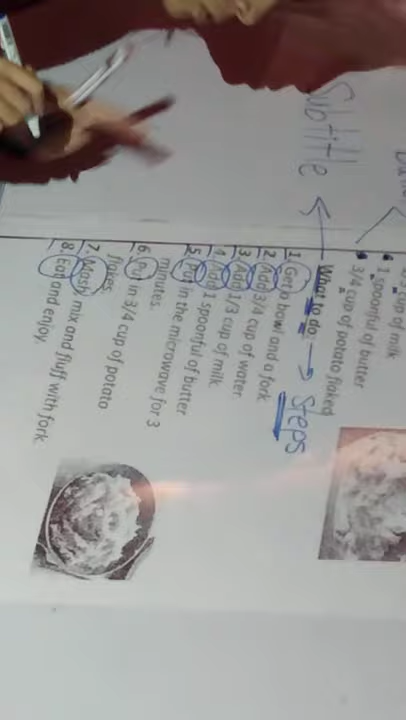 cup of milk
1 spoonful of butter
3/4 cup of potato flaked
Subtitle
What to do: → Steps
1. Get a bowl and a fork
2. Add 3/4 cup of water.
3. Add 1/3 cup of milk
4. Add 1 spoonful of butter
5. Put in the microwave for 3
minutes.
6. Put in 3/4 cup of potato
flakes.
7. Mash, mix and fluff with fork
8. Eat and enjoy.